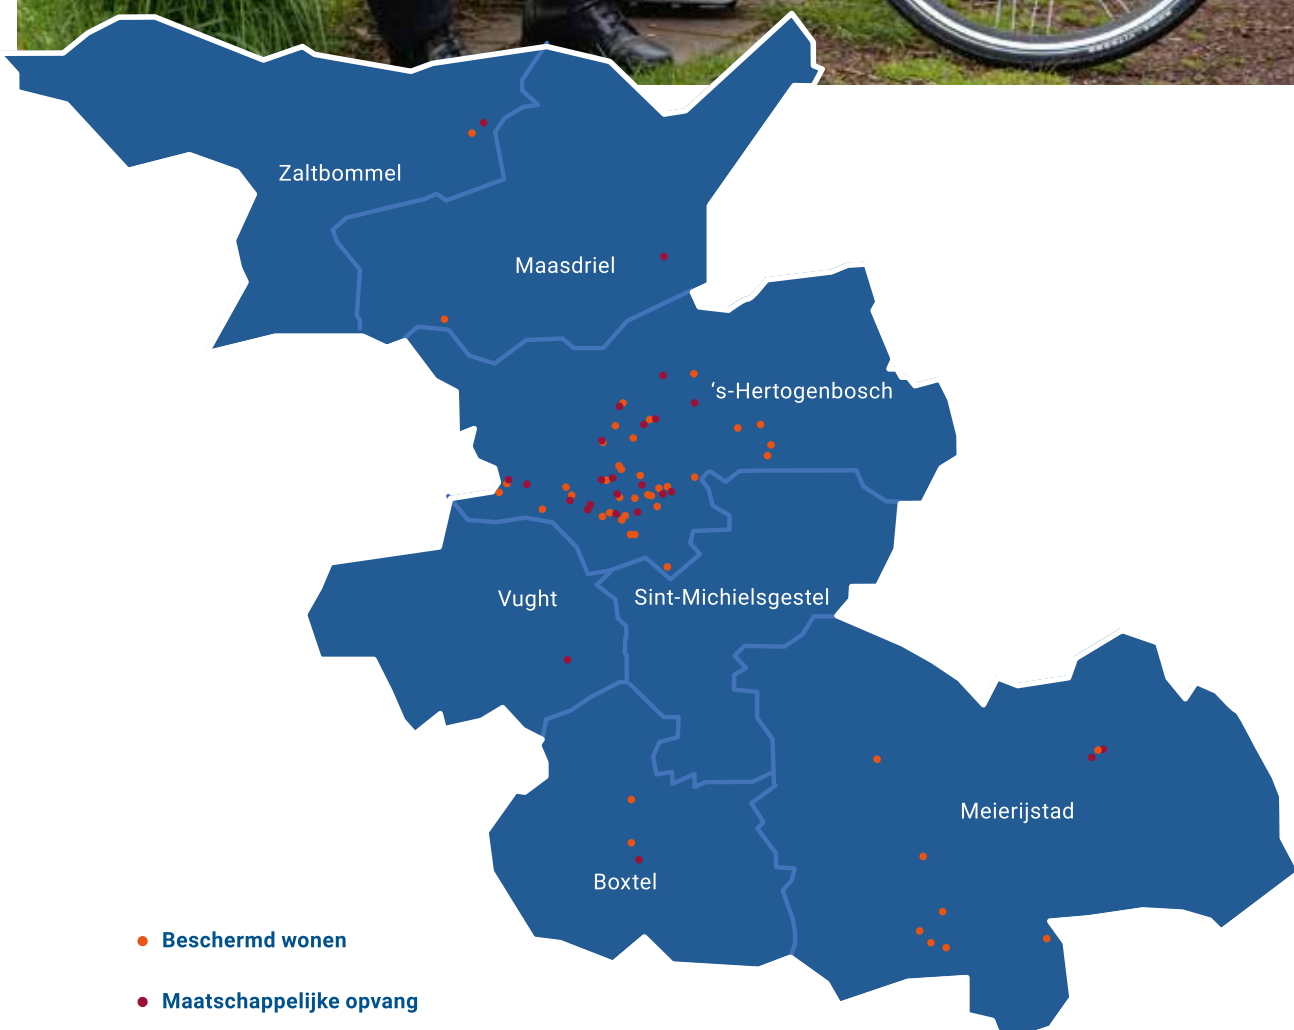 Zaltbommel
Maasdriel
‘s-Hertogenbosch
Vught
Sint-Michielsgestel
Meierijstad
Boxtel
Beschermd wonen
Maatschappelijke opvang